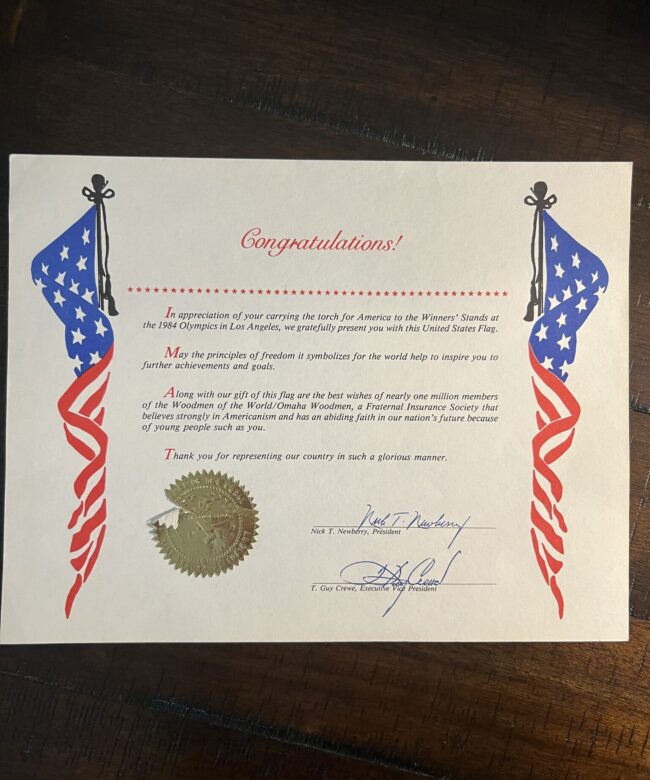 Congratulations!
In appreciation of your carrying the torch for America to the Winners' Stands at
the 1984 Olympics in Los Angeles, we gratefully present you with this United States Flag.
May the principles of freedom it symbolizes for the world help to inspire you to
further achievements and goals.
Along with our gift of this flag are the best wishes of nearly one million members
of the Woodmen of the World/Omaha Woodmen, a Fraternal Insurance Society that
believes strongly in Americanism and has an abiding faith in our nation's future because
of young people such as you.
Thank you for representing our country in such a glorious manner.
Nick T. Newberry
Nick T. Newberry, President
T. Guy Crewe
T. Guy Crewe, Executive Vice President